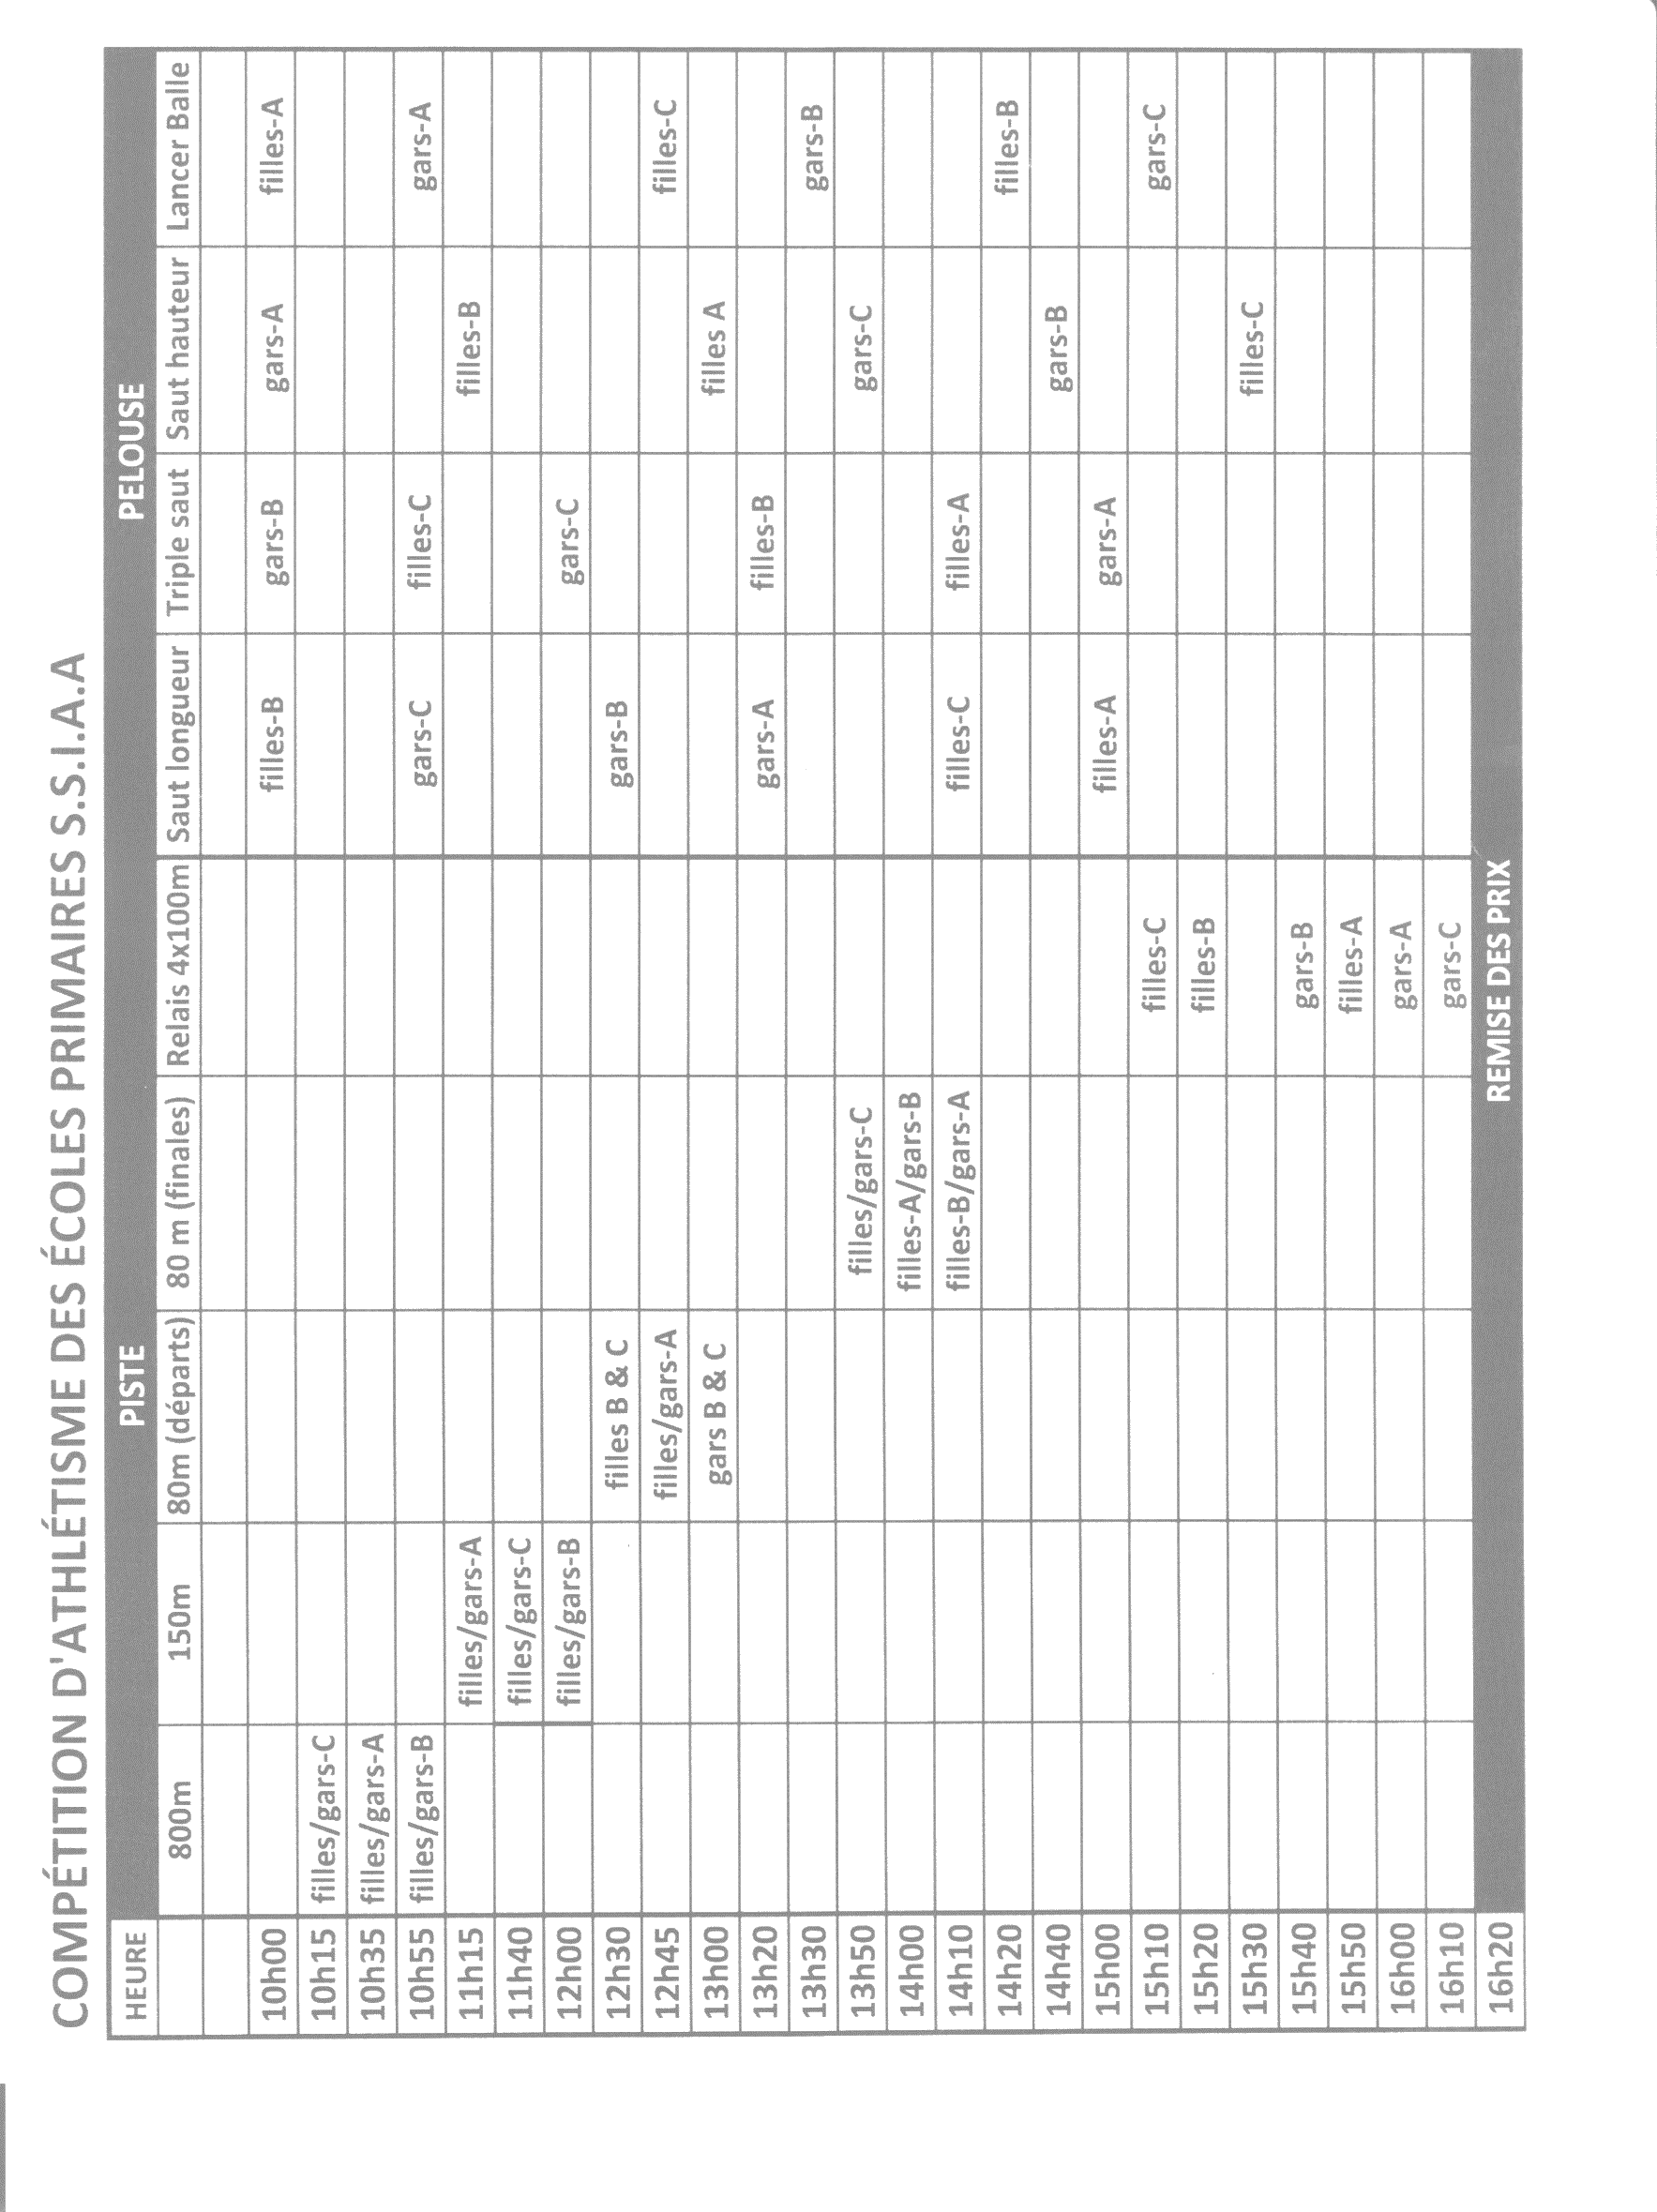 COMPÉTITION D'ATHLÉTISME DES ÉCOLES PRIMAIRES S.S.I.A.A
HEURE PISTE PELOUSE
800m 150m 80m (départs) 80 m (finales) Relais 4x100m Saut longueur Triple saut Saut hauteur Lancer Balle
10h00 filles-B gars-B gars-A filles-A
10h15 filles/gars-C
10h35 filles/gars-A
10h55 filles/gars-B gars-C filles-C gars-A
11h15 filles/gars-A filles-B
11h40 filles/gars-C
12h00 filles/gars-B gars-C
12h30 filles B & C gars-B
12h45 filles/gars-A filles-C
13h00 gars B & C filles A
13h20 gars-A filles-B
13h30 gars-B
13h50 filles/gars-C gars-C
14h00 filles-A/gars-B
14h10 filles-B/gars-A filles-C filles-A
14h20 filles-B
14h40 gars-B
15h00 filles-A gars-A
15h10 filles-C gars-C
15h20 filles-B
15h30 filles-C
15h40 gars-B
15h50 filles-A
16h00 gars-A
16h10 gars-C
16h20 REMISE DES PRIX